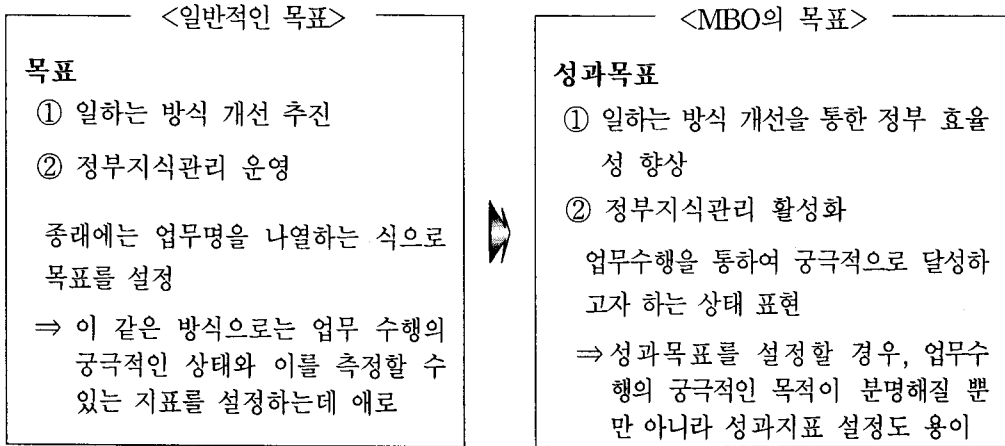 <일반적인 목표>
목표
① 일하는 방식 개선 추진
② 정부지식관리 운영
종래에는 업무명을 나열하는 식으로
목표를 설정
⇒ 이 같은 방식으로는 업무 수행의
궁극적인 상태와 이를 측정할 수
있는 지표를 설정하는데 애로
<MBO의 목표>
성과목표
① 일하는 방식 개선을 통한 정부 효율
성 향상
② 정부지식관리 활성화
업무수행을 통하여 궁극적으로 달성하
고자 하는 상태 표현
⇒ 성과목표를 설정할 경우, 업무수
행의 궁극적인 목적이 분명해질 뿐
만 아니라 성과지표 설정도 용이